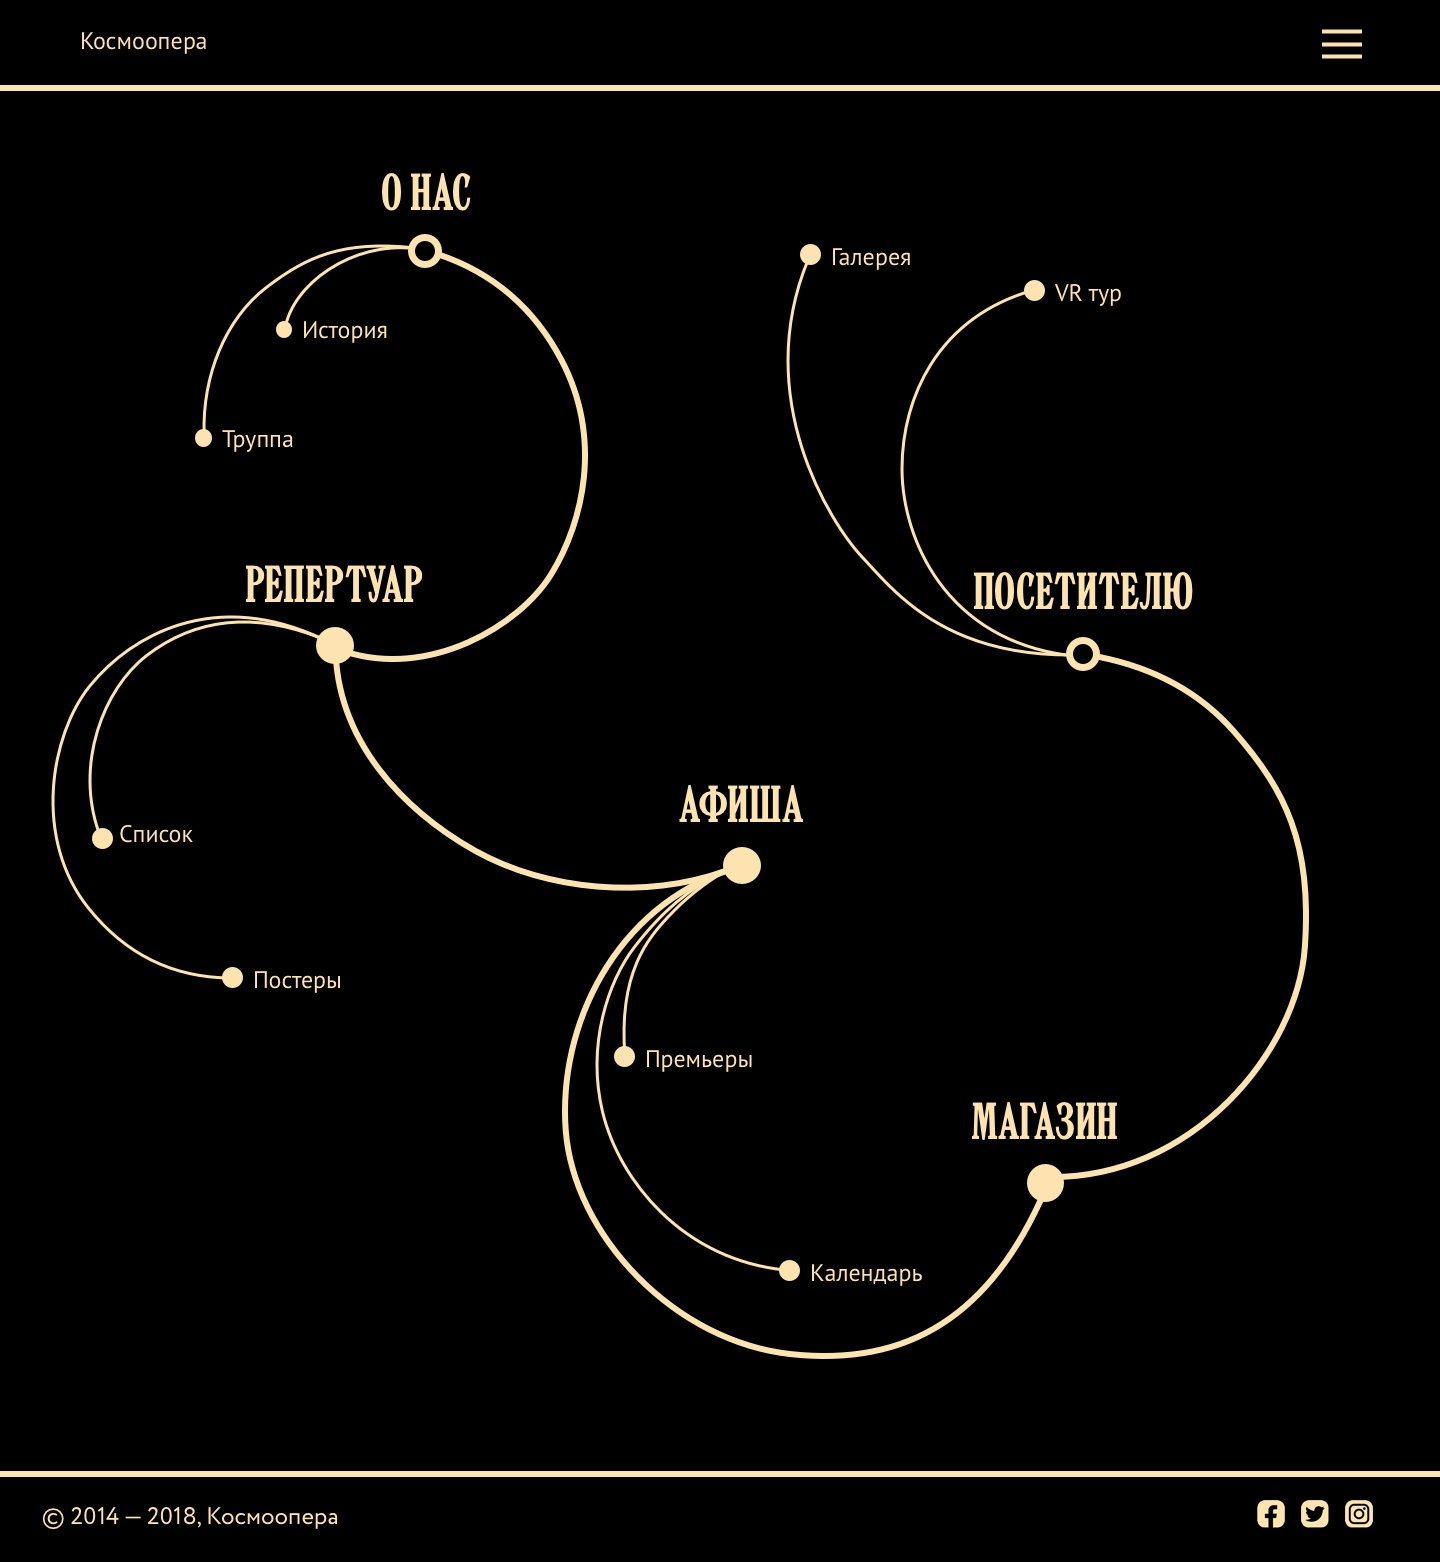 Космоопера
О НАС
Галерея
VR тур
История
Труппа
РЕПЕРТУАР
ПОСЕТИТЕЛЮ
АФИША
Список
Постеры
Премьеры
МАГАЗИН
Календарь
© 2014 — 2018, Космоопера